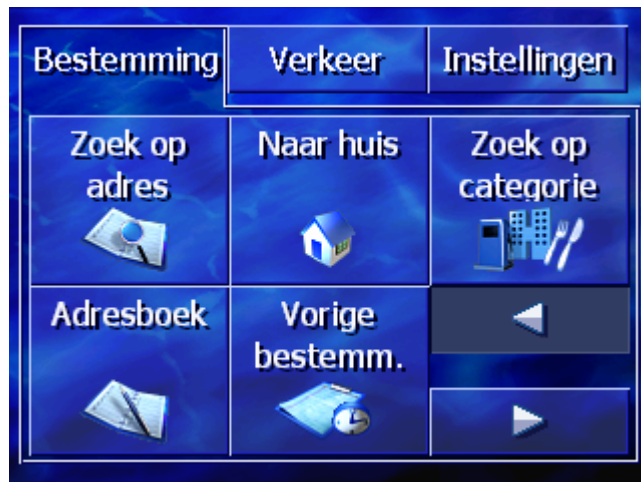 Bestemming
Verkeer
Instellingen
Zoek op
adres
Naar huis
Zoek op
categorie
Adresboek
Vorige
bestemm.